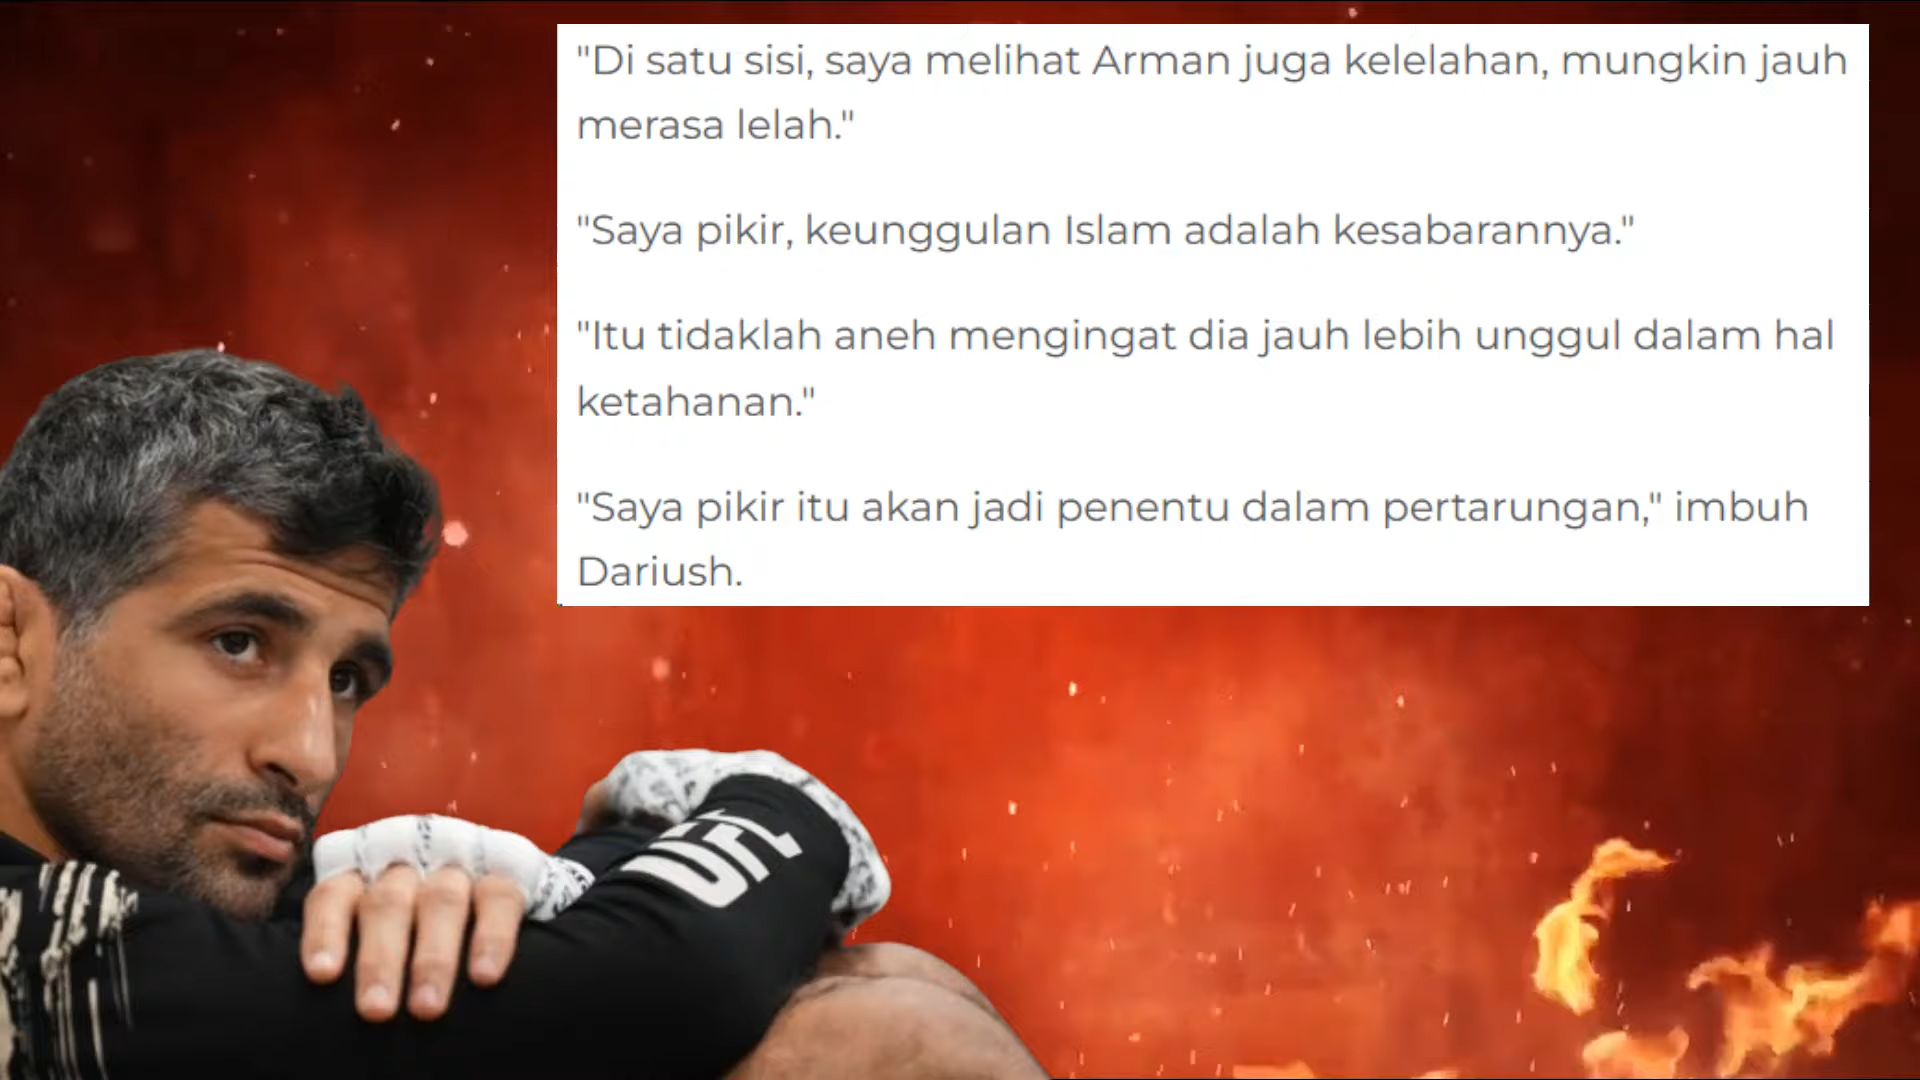 "Di satu sisi, saya melihat Arman juga kelelahan, mungkin jauh
merasa lelah."
"Saya pikir, keunggulan Islam adalah kesabarannya."
"Itu tidaklah aneh mengingat dia jauh lebih unggul dalam hal
ketahanan."
"Saya pikir itu akan jadi penentu dalam pertarungan," imbuh
Dariush.
UFC